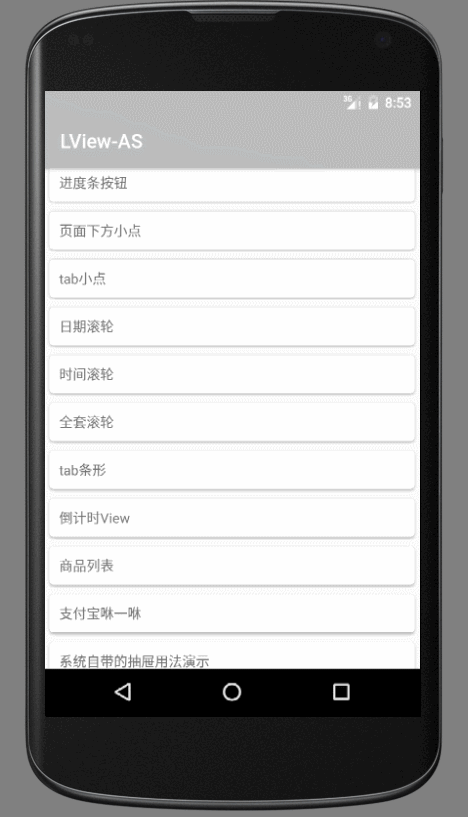 3G 8:53
LView-AS
进度条按钮
页面下方小点
tab小点
日期滚轮
时间滚轮
全套滚轮
tab条形
倒计时View
商品列表
支付宝咻一咻
系统自带的抽屉用法演示